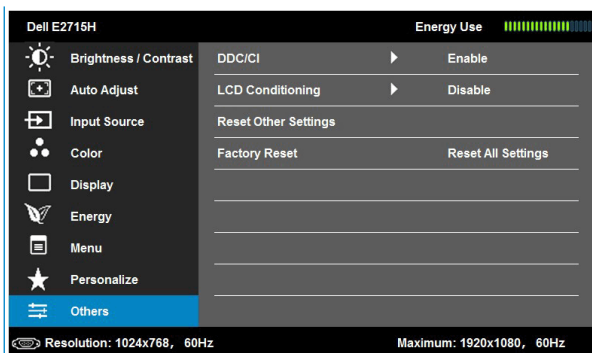 Dell E2715H Energy Use
Brightness / Contrast DDC/CI Enable
Auto Adjust LCD Conditioning Disable
Input Source Reset Other Settings
Color Factory Reset Reset All Settings
Display
Energy
Menu
Personalize
Others
Resolution: 1024x768, 60Hz Maximum: 1920x1080, 60Hz